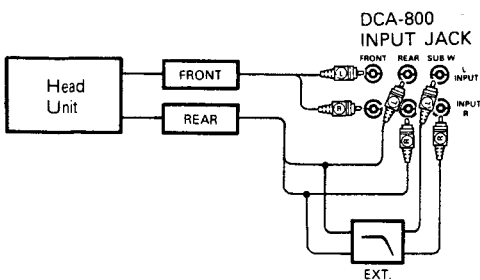 DCA-800
INPUT JACK
FRONT REAR SUB W
L
INPUT
Head
Unit
FRONT
L
L
L
REAR
R
INPUT
R
R
R
EXT.